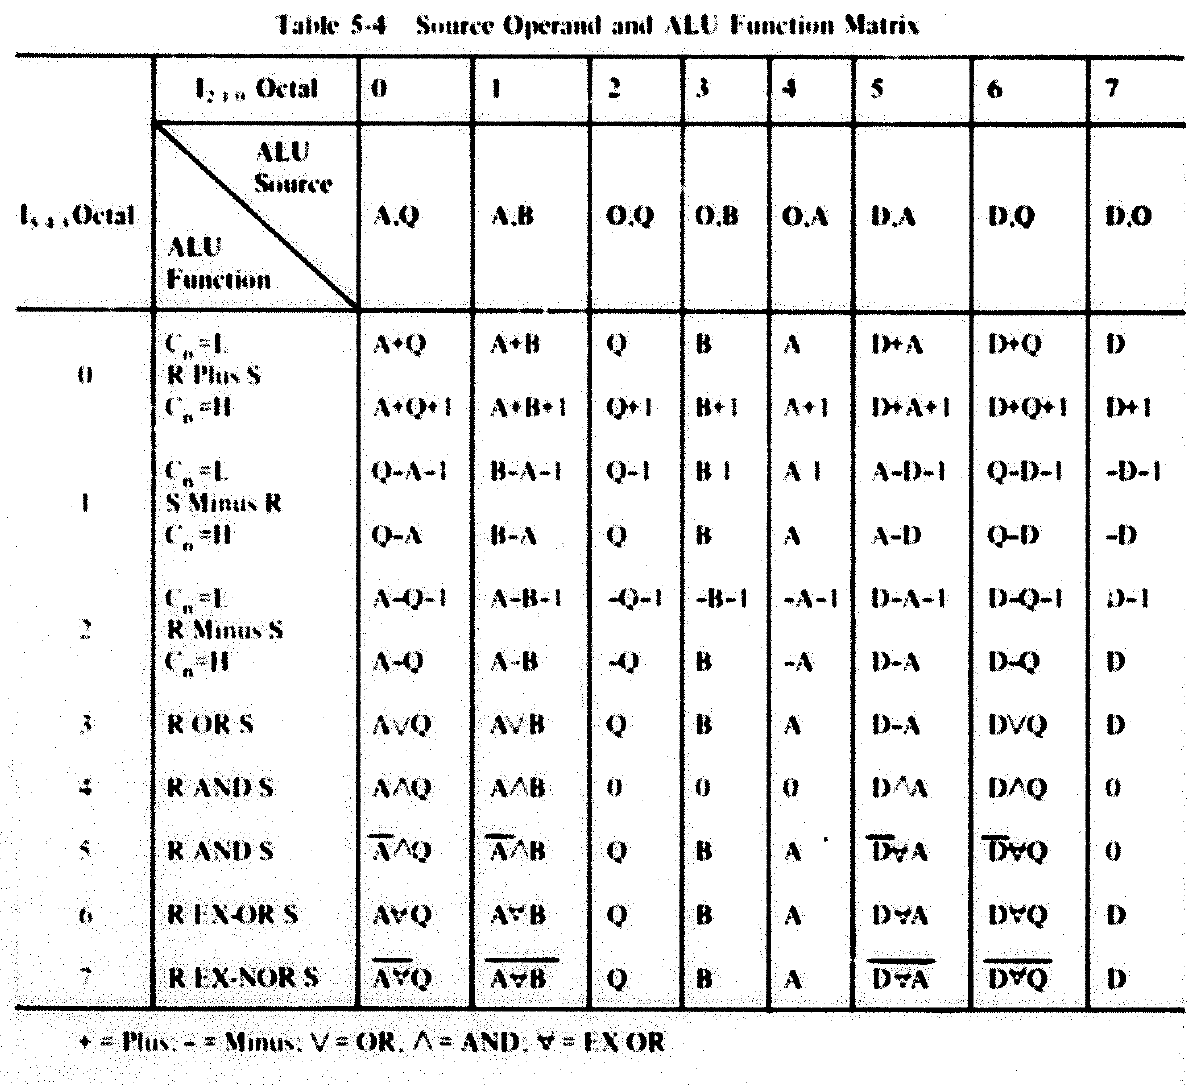 Table 5-4 Source Operand and ALU Function Matrix
I₂ ₁ ₀ Octal 0 1 2 3 4 5 6 7
ALU
Source
I₅ ₄ ₃ Octal A,Q A,B O,Q O,B O,A D,A D,Q D,O
ALU
Function
Cₙ=L A+Q A+B Q B A D+A D+Q D
0 R Plus S
Cₙ=H A+Q+1 A+B+1 Q+1 B+1 A+1 D+A+1 D+Q+1 D+1
Cₙ=L Q-A-1 B-A-1 Q-1 B 1 A 1 A-D-1 Q-D-1 -D-1
1 S Minus R
Cₙ=H Q-A B-A Q B A A-D Q-D -D
Cₙ=L A-Q-1 A-B-1 -Q-1 -B-1 -A-1 D-A-1 D-Q-1 D-1
2 R Minus S
Cₙ=H A-Q A-B -Q B -A D-A D-Q D
3 R OR S A∨Q A∨B Q B A D-A D∨Q D
4 R AND S A∧Q A∧B 0 0 0 D∧A D∧Q 0
5 R AND S A̅∧Q A̅∧B Q B A D̅∀A D̅∀Q 0
6 R EX-OR S A∀Q A∀B Q B A D∀A D∀Q D
7 R EX-NOR S A̅∀̅Q A̅∀̅B̅ Q B A D̅∀̅A̅ D̅∀̅Q̅ D
+ = Plus; - = Minus; ∨ = OR, ∧ = AND; ∀ = EX OR